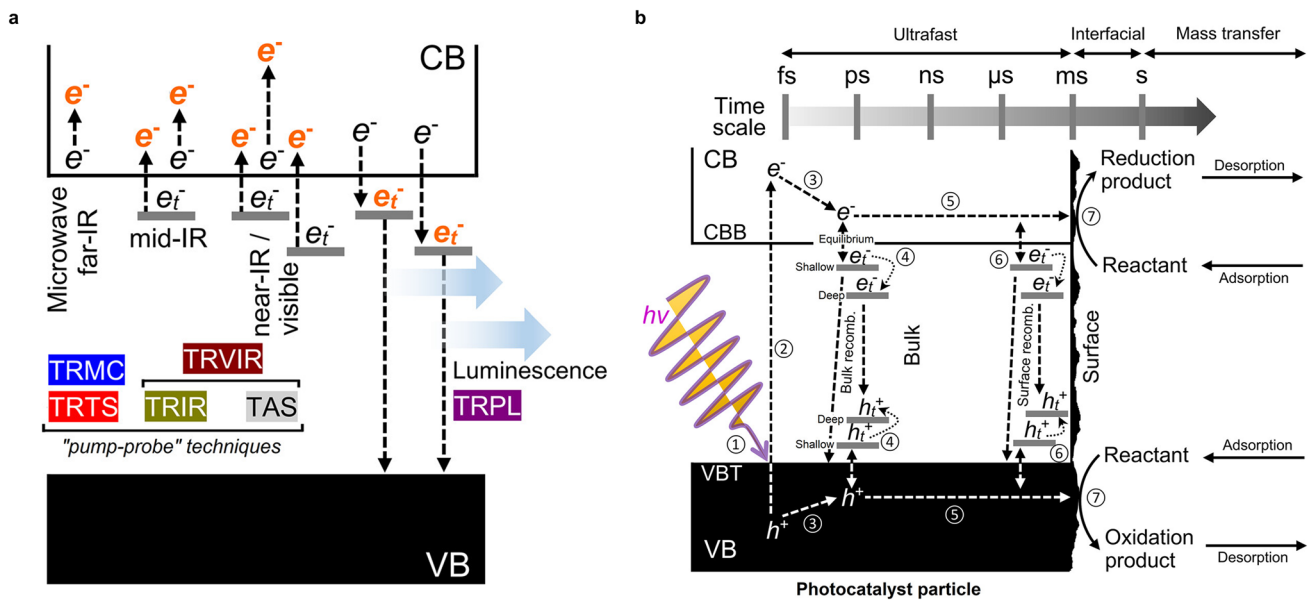 a
CB
e⁻
e⁻
e⁻
e⁻
e⁻
e⁻
e⁻
e⁻
e⁻
e⁻
e⁻
eₜ⁻
eₜ⁻
eₜ⁻
eₜ⁻
eₜ⁻
Microwave
far-IR
mid-IR
near-IR /
visible
TRMC
TRVIR
TRTS
TRIR
TAS
"pump-probe" techniques
Luminescence
TRPL
VB
b
Ultrafast
Interfacial
Mass transfer
fs
ps
ns
µs
ms
s
Time
scale
CB
e⁻
③
e⁻
⑤
CBB
Equilibrium
Shallow
eₜ⁻
④
Deep
eₜ⁻
⑥
eₜ⁻
eₜ⁻
hν
②
Bulk recomb.
Bulk
Surface recomb.
Surface
Deep
hₜ⁺
hₜ⁺
④
Shallow
hₜ⁺
hₜ⁺
⑥
①
VBT
h⁺
③
h⁺
⑤
VB
Reduction
product
Desorption
⑦
Reactant
Adsorption
Reactant
Adsorption
⑦
Oxidation
product
Desorption
Photocatalyst particle